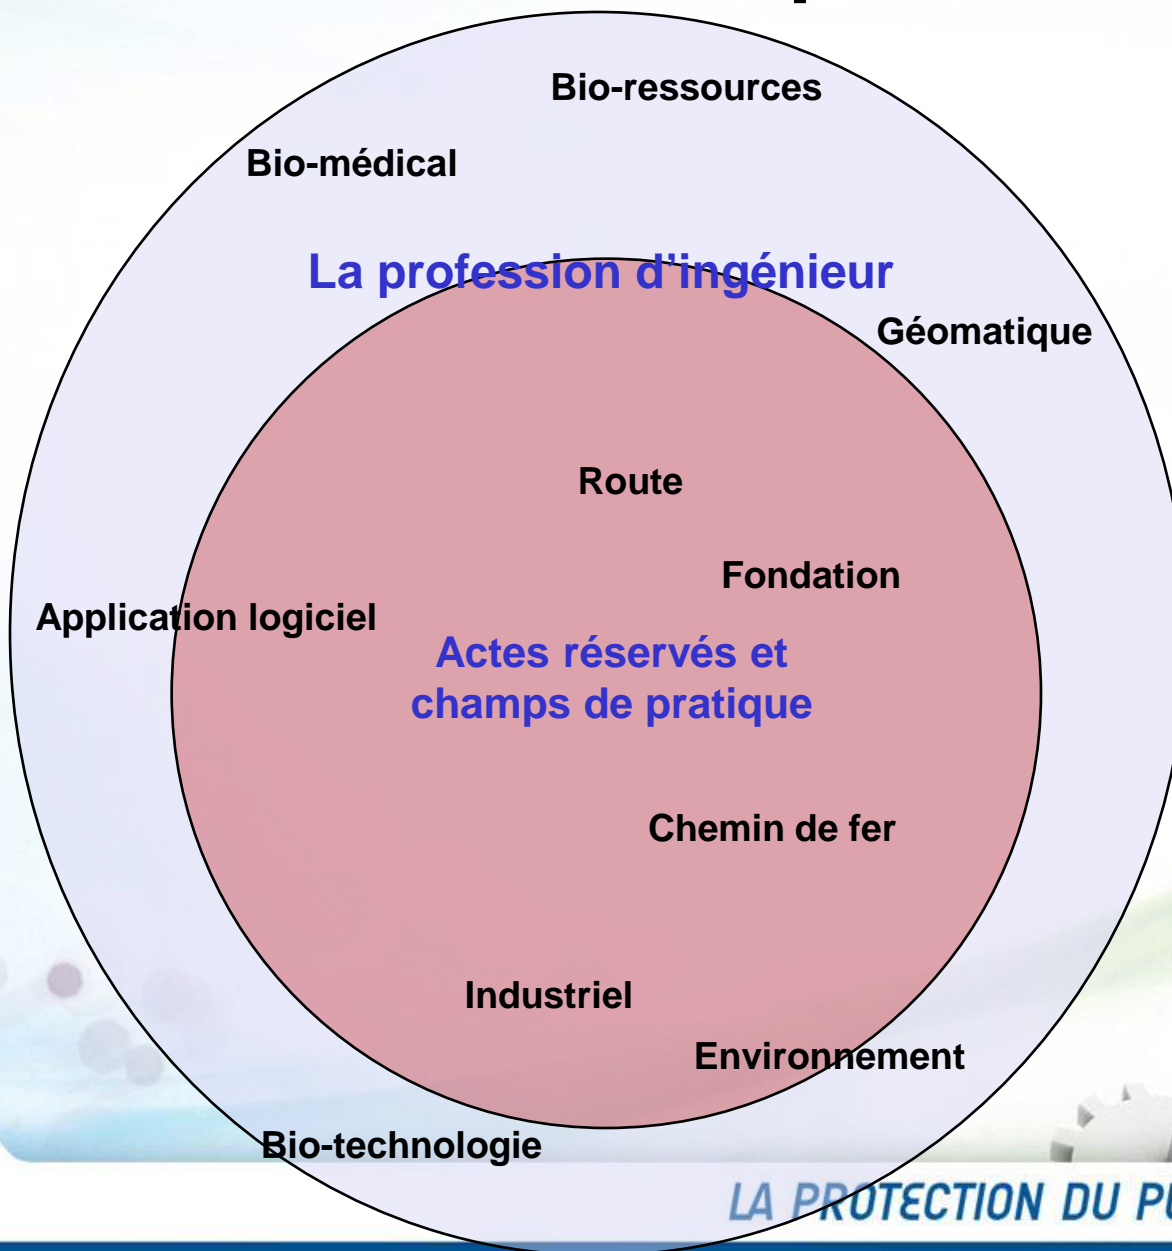 Bio-ressources
Bio-médical
La profession d'ingénieur
Géomatique
Route
Fondation
Application logiciel
Actes réservés et
champs de pratique
Chemin de fer
Industriel
Environnement
Bio-technologie
LA PROTECTION DU